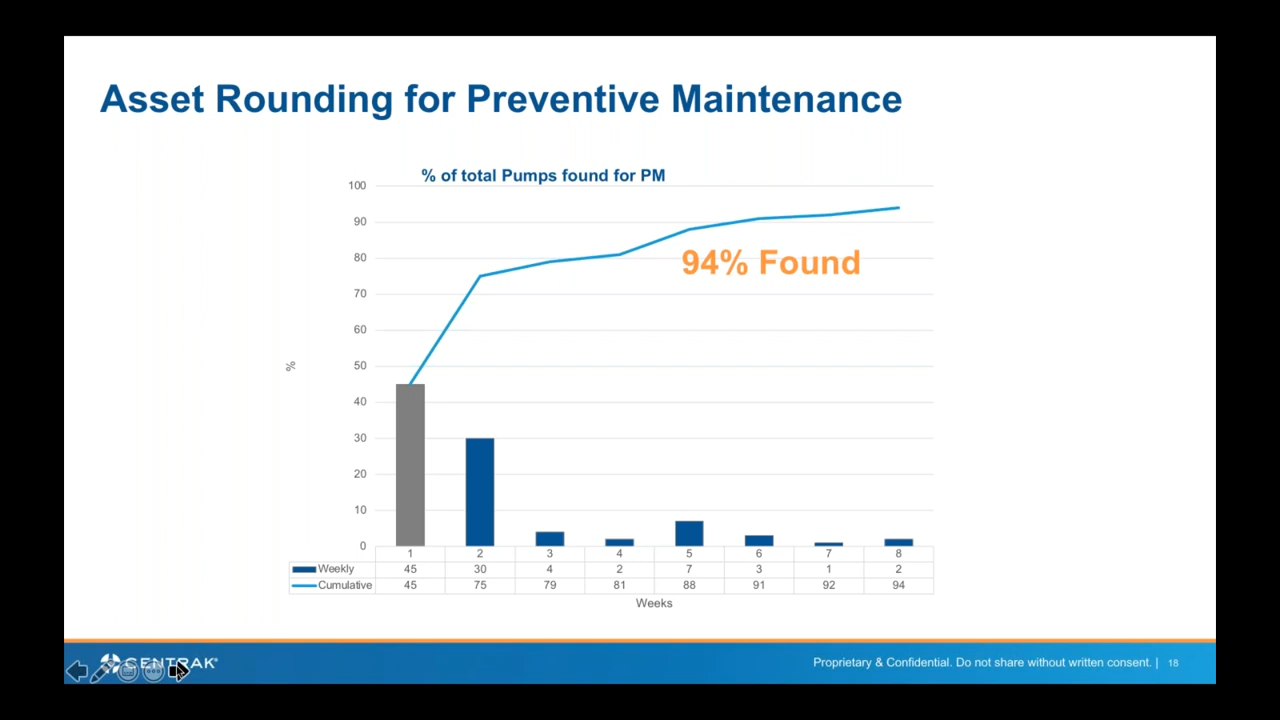 Asset Rounding for Preventive Maintenance
% of total Pumps found for PM
100
90
80
70
60
50
40
30
20
10
0
%
94% Found
1 2 3 4 5 6 7 8
Weekly 45 30 4 2 7 3 1 2
Cumulative 45 75 79 81 88 91 92 94
Weeks
CENTRAK®
Proprietary & Confidential. Do not share without written consent. | 18